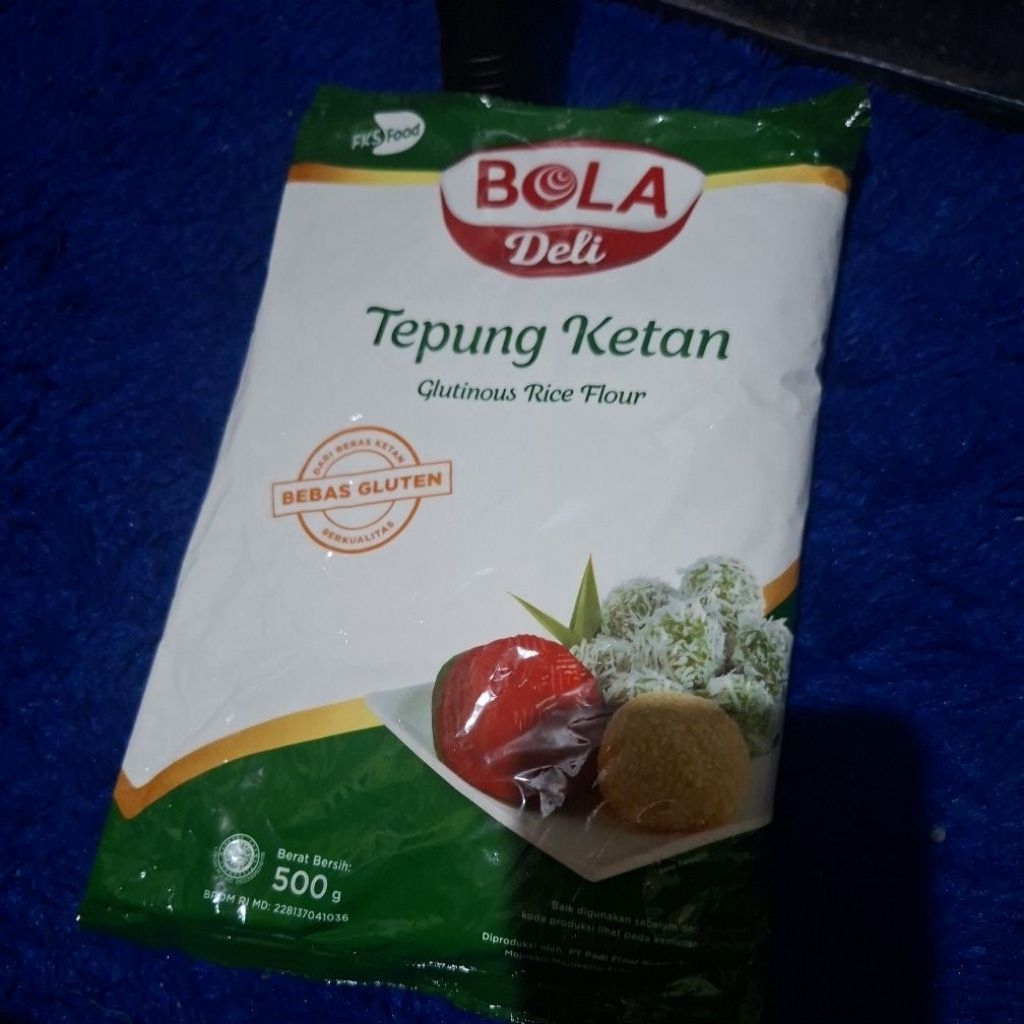 FKS Food
BOLA
Deli
Tepung Ketan
Glutinous Rice Flour
DARI BERAS KETAN
BEBAS GLUTEN
BERKUALITAS
Berat Bersih:
500 g
BPOM RI MD: 228137041036
Baik digunakan sebelum dan
kode produksi lihat pada kemasan
Diproduksi oleh: PT Padi Flour